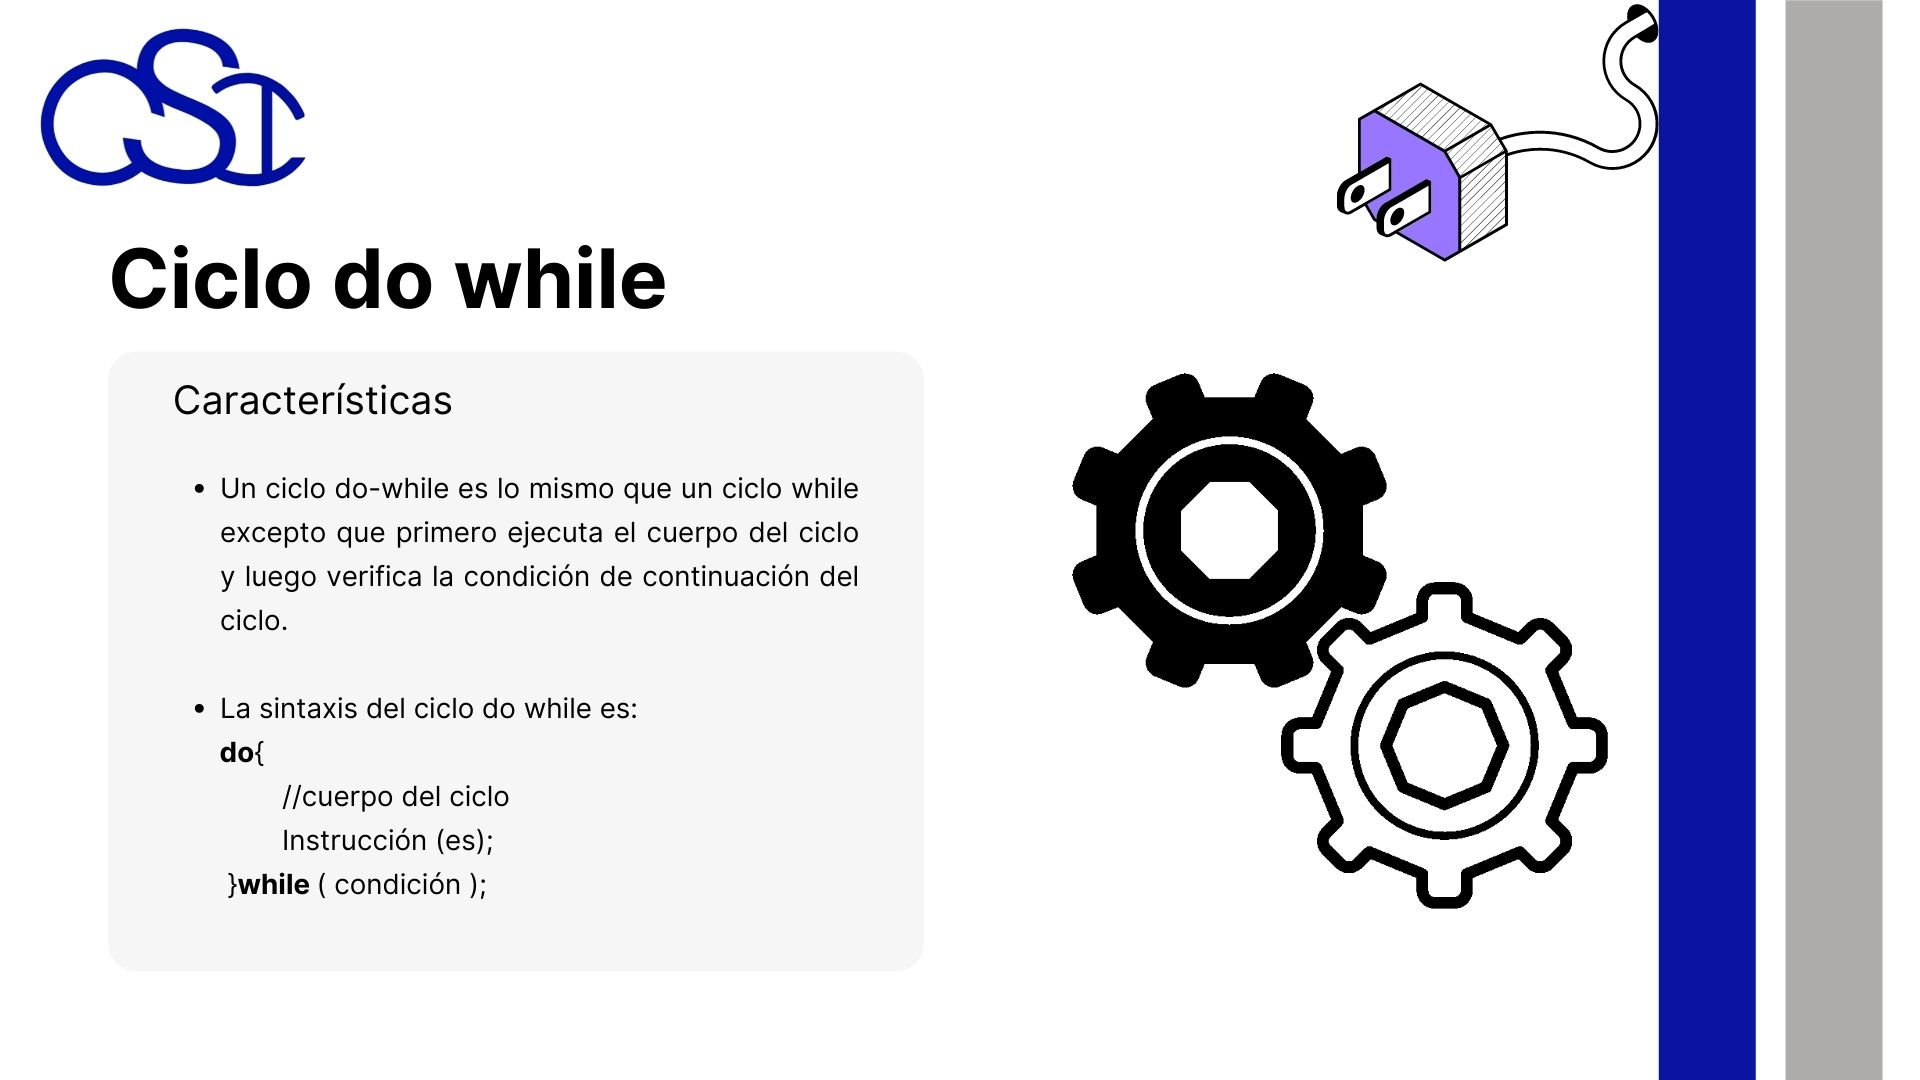 CSI
Ciclo do while
Características
• Un ciclo do-while es lo mismo que un ciclo while
excepto que primero ejecuta el cuerpo del ciclo
y luego verifica la condición de continuación del
ciclo.
• La sintaxis del ciclo do while es:
do{
//cuerpo del ciclo
Instrucción (es);
}while ( condición );